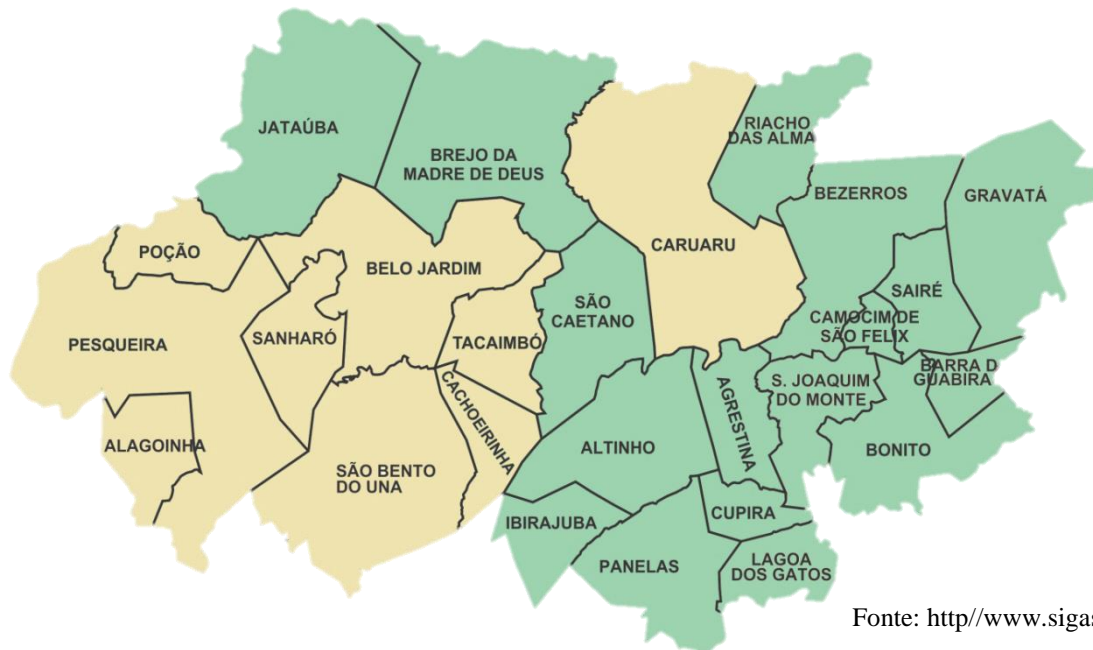 JATAÚBA
BREJO DA
MADRE DE DEUS
RIACHO
DAS ALMA
BEZERROS
GRAVATÁ
POÇÃO
BELO JARDIM
CARUARU
SAIRÉ
SÃO
CAETANO
CAMOCIM DE
SÃO FELIX
PESQUEIRA
SANHARÓ
TACAIMBÓ
BARRA D
GUABIRA
S. JOAQUIM
DO MONTE
CACHOEIRINHA
AGRESTINA
ALAGOINHA
ALTINHO
BONITO
SÃO BENTO
DO UNA
IBIRAJUBA
CUPIRA
PANELAS
LAGOA
DOS GATOS
Fonte: http//www.sigas